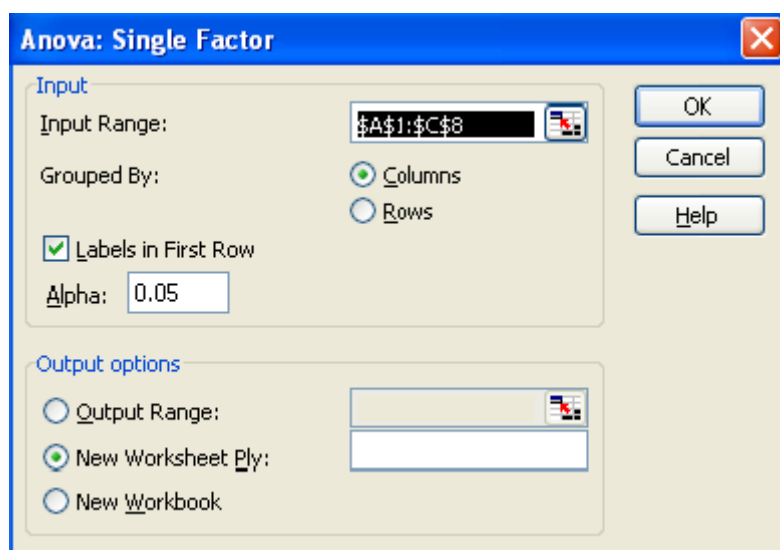 Anova: Single Factor
Input
Input Range: $A$1:$C$8
Grouped By: Columns
Rows
Labels in First Row
Alpha: 0.05
OK
Cancel
Help
Output options
Output Range:
New Worksheet Ply:
New Workbook